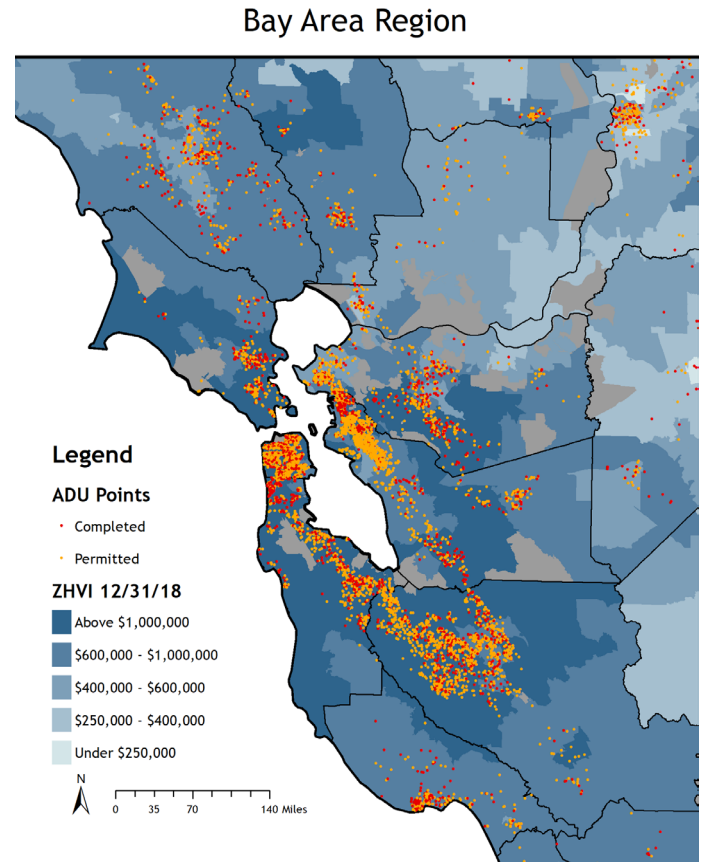 Bay Area Region
Legend
ADU Points
Completed
Permitted
ZHVI 12/31/18
Above $1,000,000
$600,000 - $1,000,000
$400,000 - $600,000
$250,000 - $400,000
Under $250,000
N
0 35 70 140 Miles